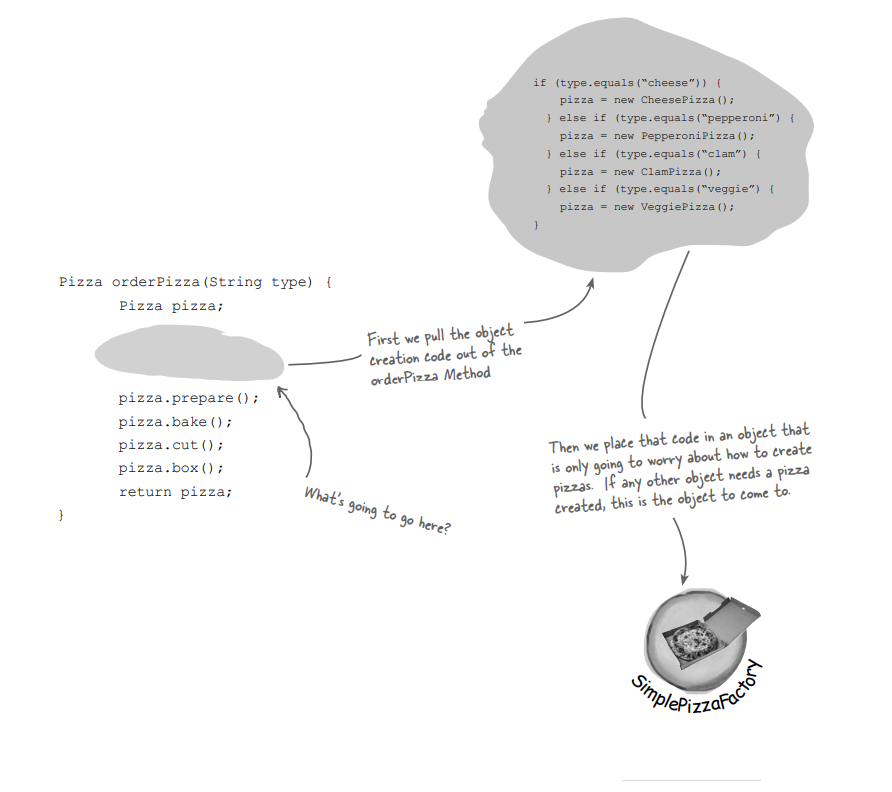 if (type.equals(“cheese”)) {
pizza = new CheesePizza();
} else if (type.equals(“pepperoni”) {
pizza = new PepperoniPizza();
} else if (type.equals(“clam”) {
pizza = new ClamPizza();
} else if (type.equals(“veggie”) {
pizza = new VeggiePizza();
}
Pizza orderPizza(String type) {
Pizza pizza;
First we pull the object
creation code out of the
orderPizza Method
pizza.prepare();
pizza.bake();
pizza.cut();
pizza.box();
return pizza;
}
What's going to go here?
Then we place that code in an object that
is only going to worry about how to create
pizzas. If any other object needs a pizza
created, this is the object to come to.
SimplePizzaFactory